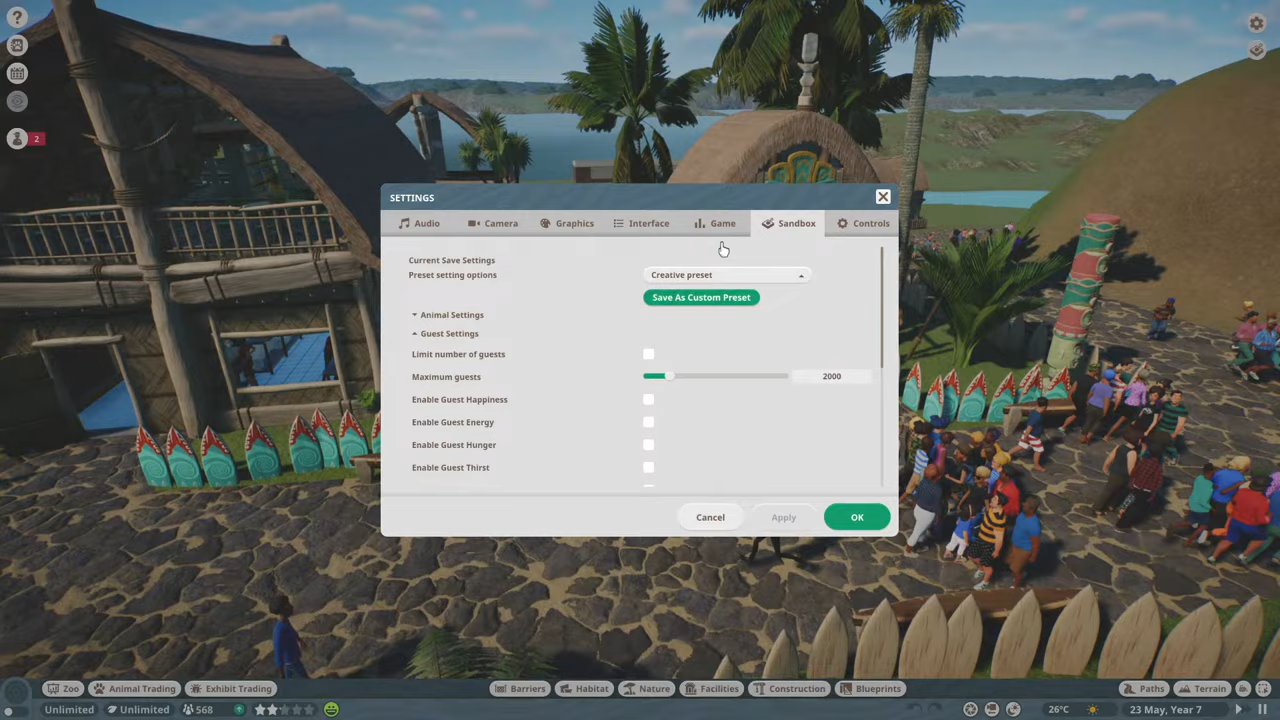 ?
2
SETTINGS
Audio Camera Graphics Interface Game Sandbox Controls
Current Save Settings
Preset setting options Creative preset
Save As Custom Preset
Animal Settings
Guest Settings
Limit number of guests
Maximum guests 2000
Enable Guest Happiness
Enable Guest Energy
Enable Guest Hunger
Enable Guest Thirst
Cancel Apply OK
Zoo Animal Trading Exhibit Trading Barriers Habitat Nature Facilities Construction Blueprints Paths Terrain
Unlimited Unlimited 568 26°C 23 May, Year 7